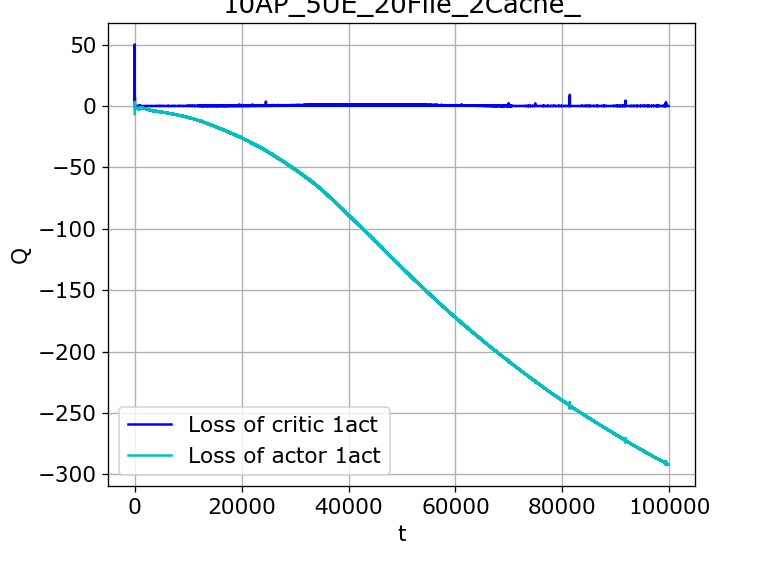 10AP_5UE_20File_2Cache_
50
0
−50
−100
−150
−200
−250
−300
Q
Loss of critic 1act
Loss of actor 1act
0 20000 40000 60000 80000 100000
t